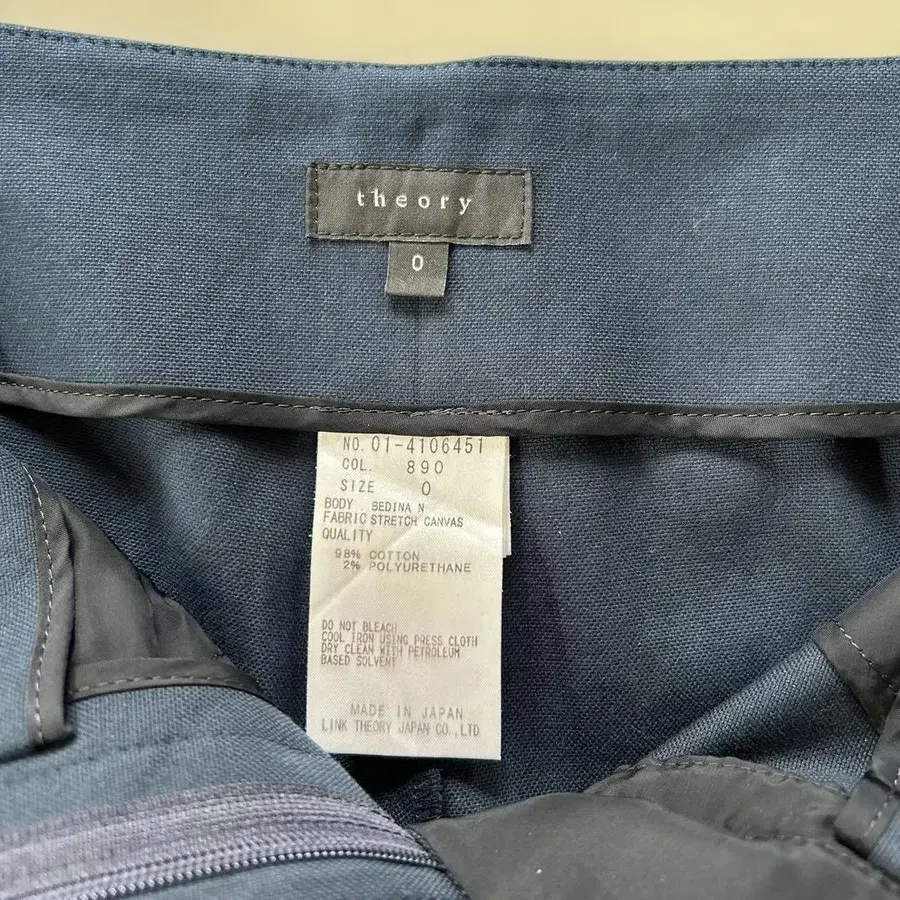 theory
0
NO. 01-4106451
COL. 890
SIZE 0
BODY BEDINA N
FABRIC STRETCH CANVAS
QUALITY
98% COTTON
2% POLYURETHANE
DO NOT BLEACH
COOL IRON USING PRESS CLOTH
DRY CLEAN WITH PETROLEUM
BASED SOLVENT
MADE IN JAPAN
LINK THEORY JAPAN CO.,LTD